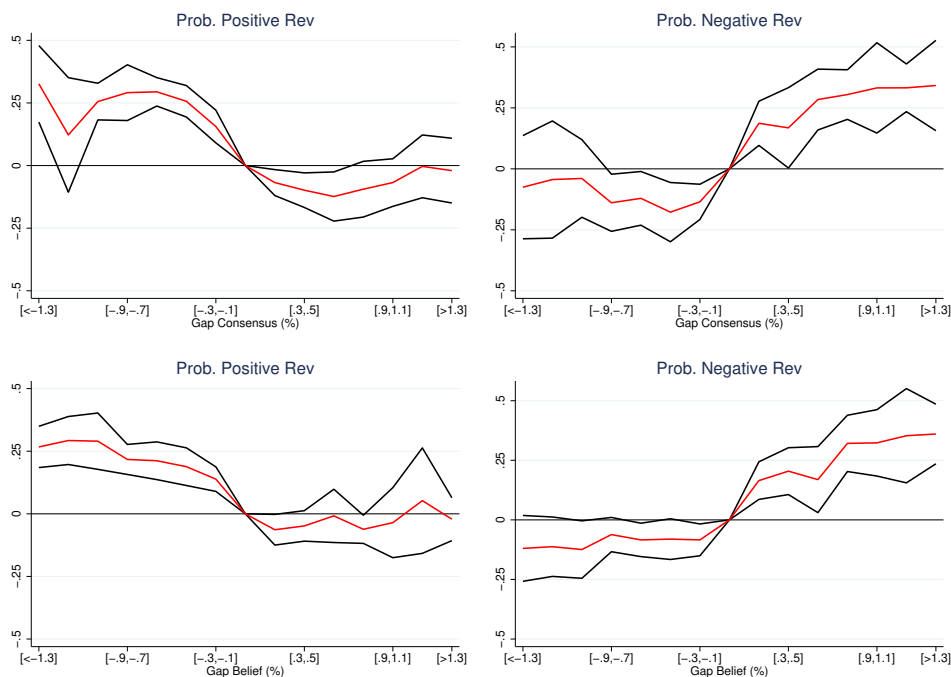 Prob. Positive Rev
.5
.25
0
-.25
-.5
[<-1.3] [-.9,-.7] [-.3,-.1] [.3,.5] [.9,1.1] [>1.3]
Gap Consensus (%)
Prob. Negative Rev
.5
.25
0
-.25
-.5
[<-1.3] [-.9,-.7] [-.3,-.1] [.3,.5] [.9,1.1] [>1.3]
Gap Consensus (%)
Prob. Positive Rev
.5
.25
0
-.25
-.5
[<-1.3] [-.9,-.7] [-.3,-.1] [.3,.5] [.9,1.1] [>1.3]
Gap Belief (%)
Prob. Negative Rev
.5
.25
0
-.25
-.5
[<-1.3] [-.9,-.7] [-.3,-.1] [.3,.5] [.9,1.1] [>1.3]
Gap Belief (%)